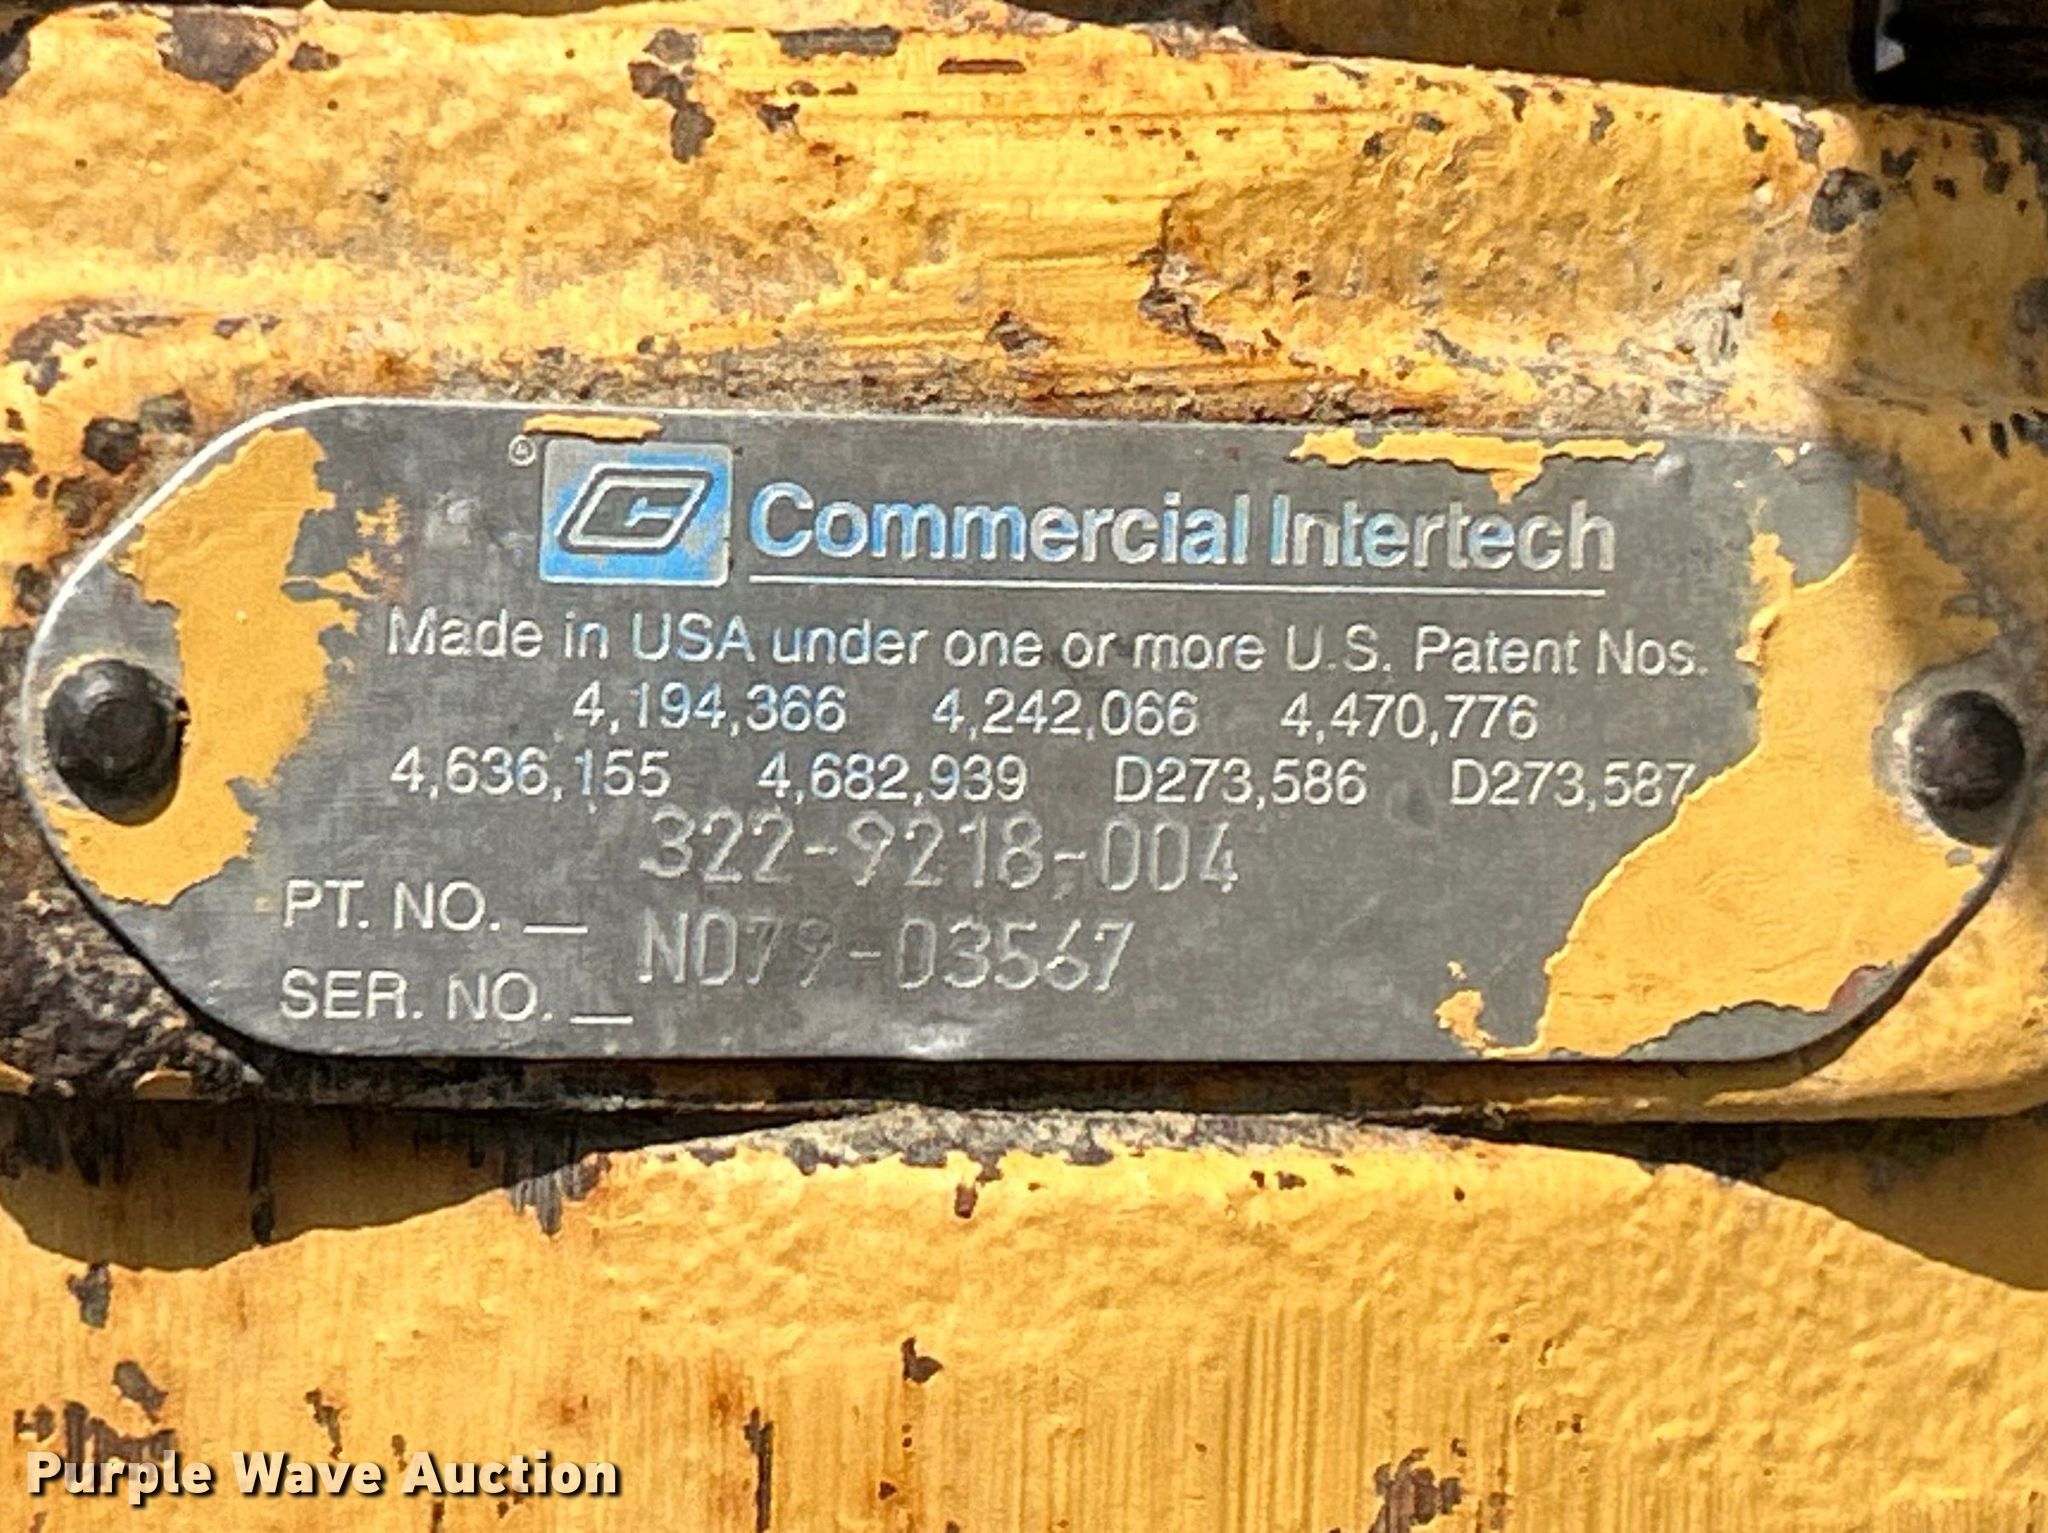 ® C Commercial Intertech
Made in USA under one or more U.S. Patent Nos.
4,194,366 4,242,066 4,470,776
4,636,155 4,682,939 D273,586 D273,587
PT. NO. 322-9218-004
SER. NO. N079-03567
Purple Wave Auction